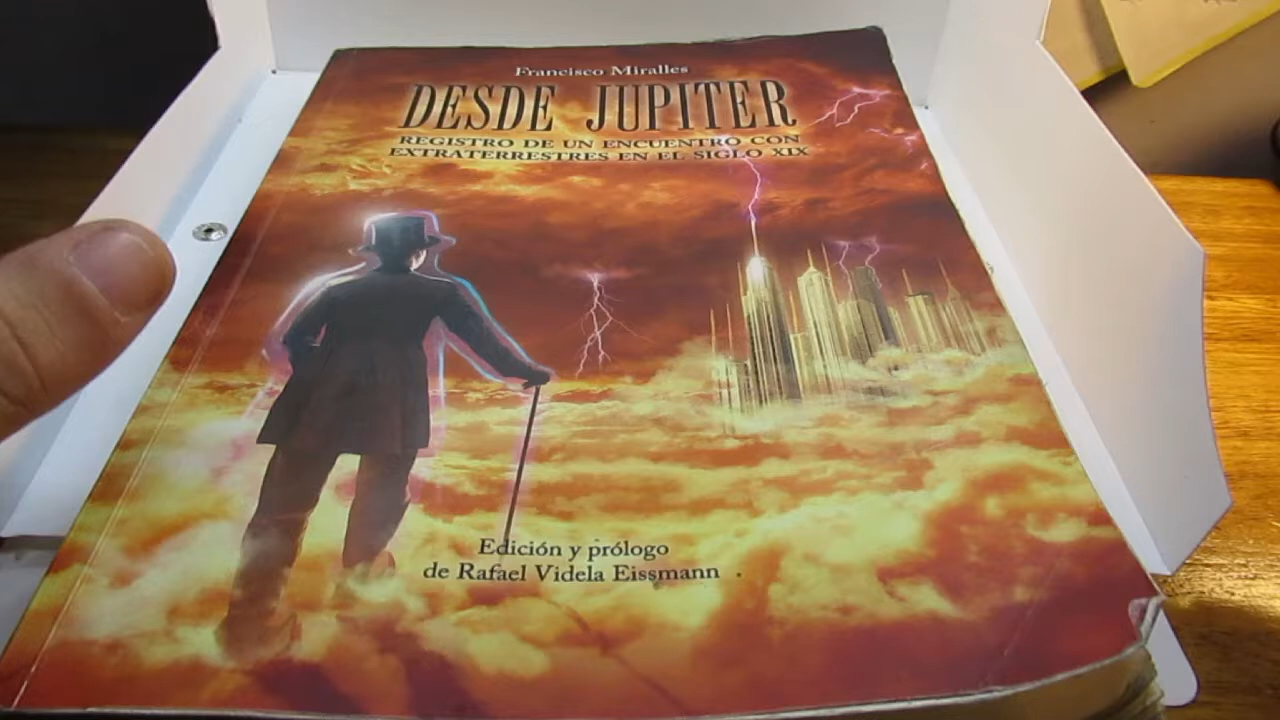 Francisco Miralles
DESDE JUPITER
REGISTRO DE UN ENCUENTRO CON
EXTRATERRESTRES EN EL SIGLO XIX
Edición y prólogo
de Rafael Videla Eissmann